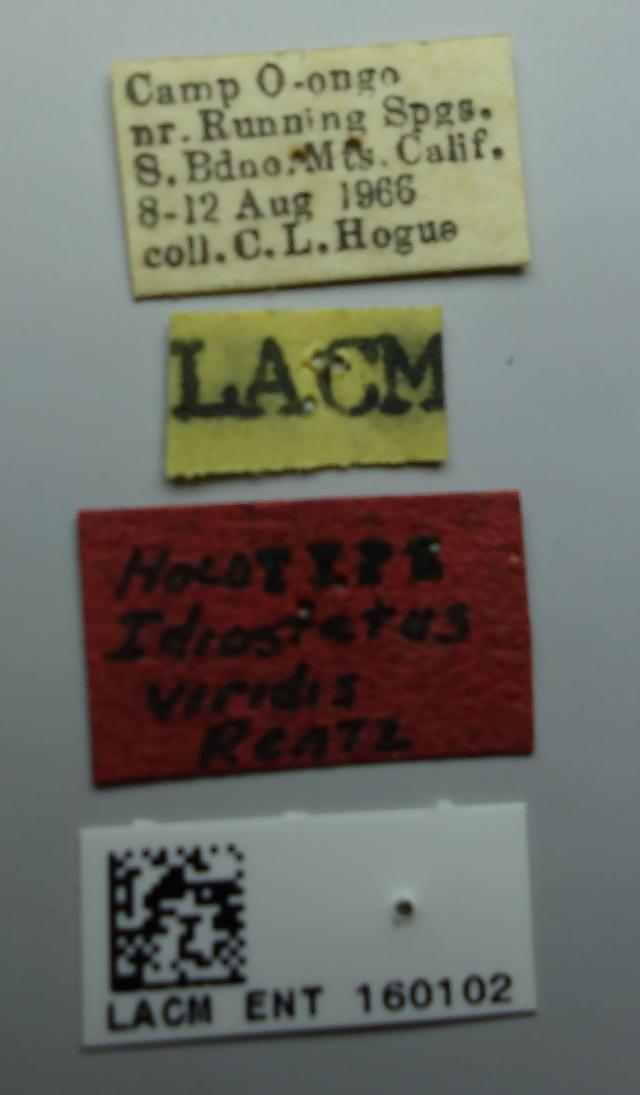 Camp O-ongo
nr. Running Spgs.
S. Bdno. Mts. Calif.
8-12 Aug 1966
coll. C. L. Hogue
LACM
HOLOTYPE
Idiostatus
viridis
RENTZ
LACM ENT 160102